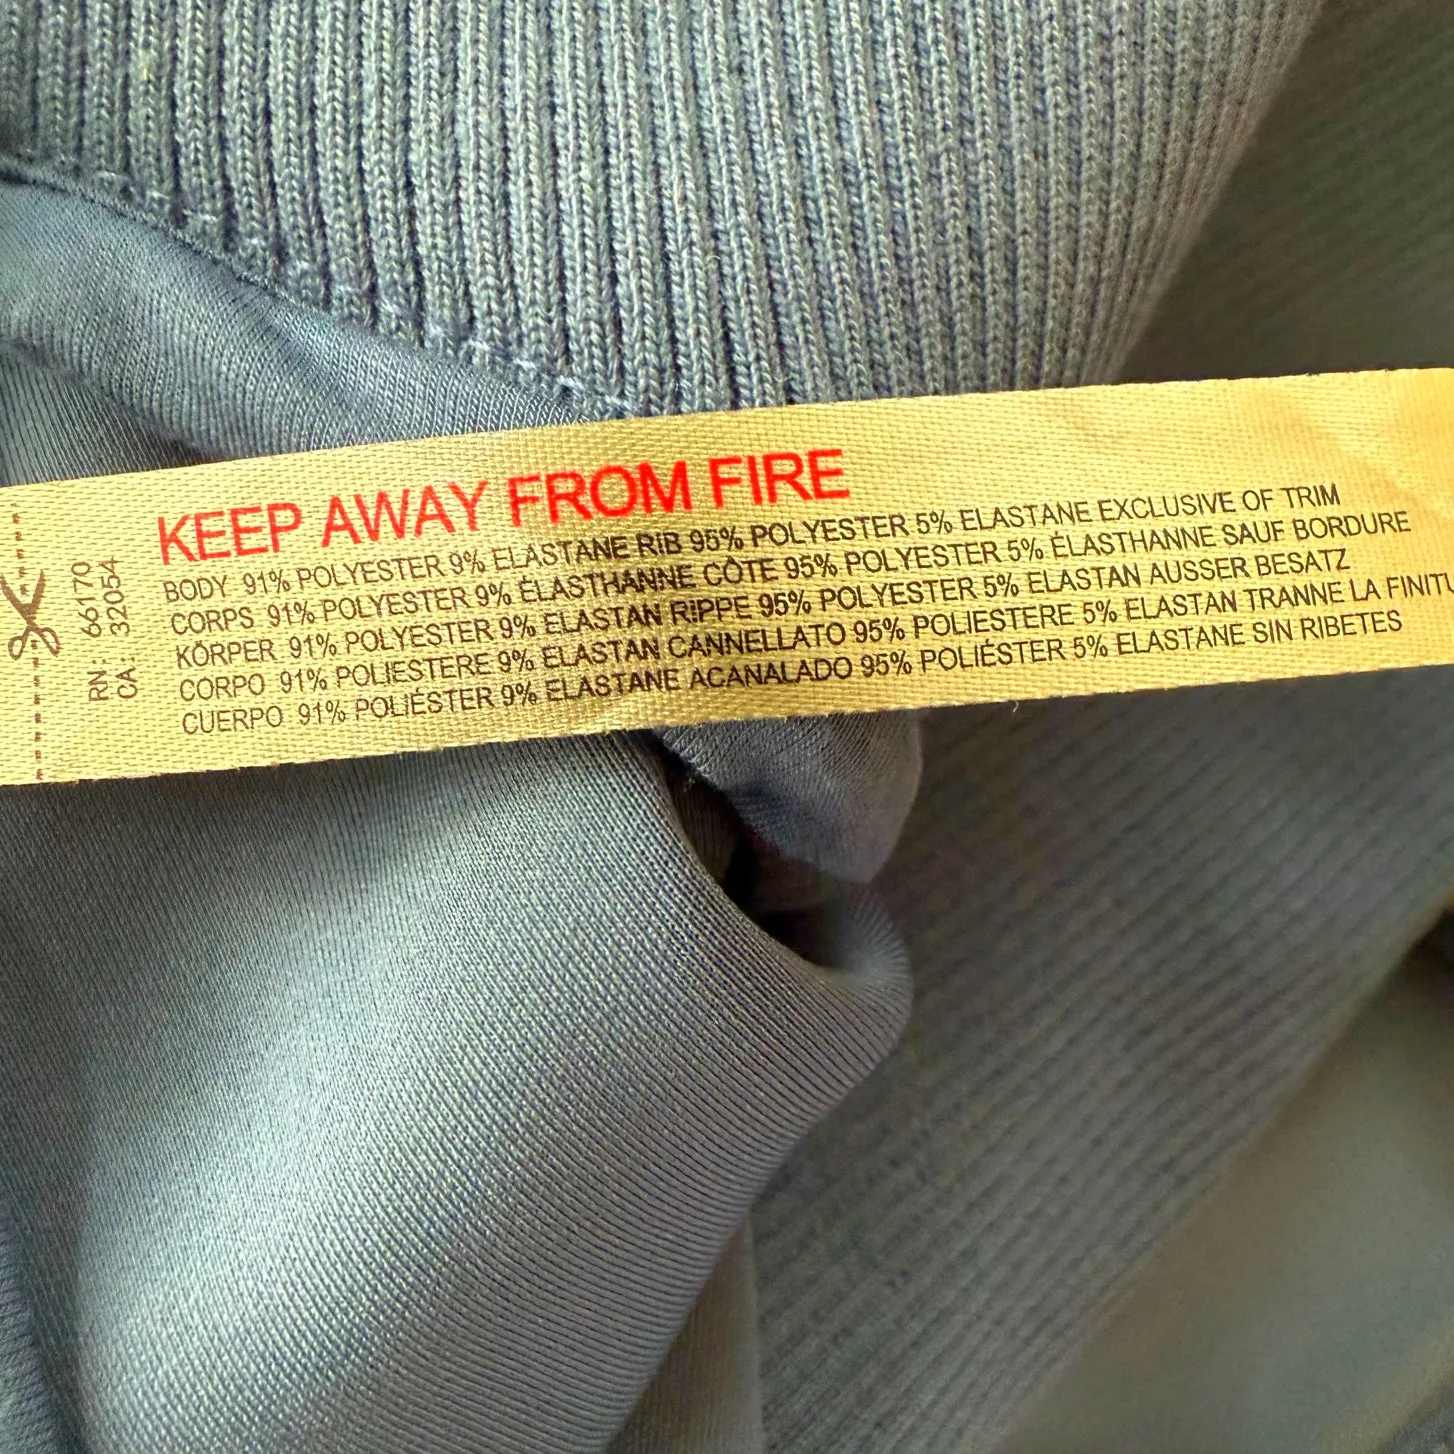 KEEP AWAY FROM FIRE
BODY 91% POLYESTER 9% ELASTANE RIB 95% POLYESTER 5% ELASTANE EXCLUSIVE OF TRIM
CORPS 91% POLYESTER 9% ÉLASTHANNE CÔTE 95% POLYESTER 5% ÉLASTHANNE SAUF BORDURE
KÖRPER 91% POLYESTER 9% ELASTAN RIPPE 95% POLYESTER 5% ELASTAN AUSSER BESATZ
CORPO 91% POLIESTERE 9% ELASTAN CANNELLATO 95% POLIESTERE 5% ELASTAN TRANNE LA FINITU
CUERPO 91% POLIÉSTER 9% ELASTANE ACANALADO 95% POLIÉSTER 5% ELASTANE SIN RIBETES
RN: 66170
CA: 32054